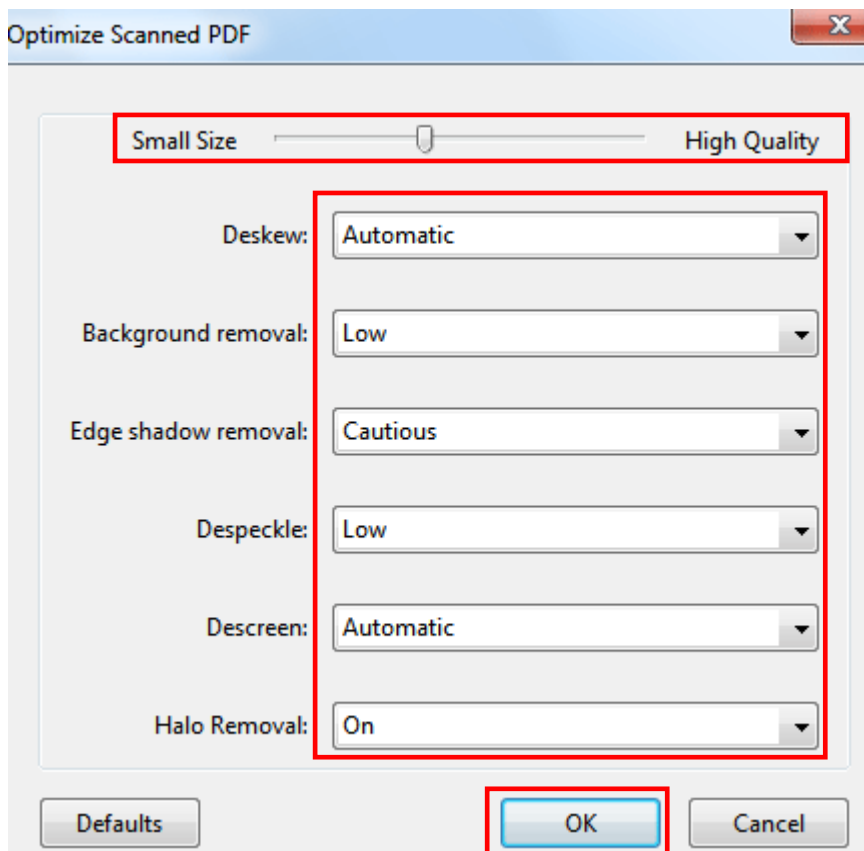 Optimize Scanned PDF
Small Size High Quality
Deskew: Automatic
Background removal: Low
Edge shadow removal: Cautious
Despeckle: Low
Descreen: Automatic
Halo Removal: On
Defaults OK Cancel